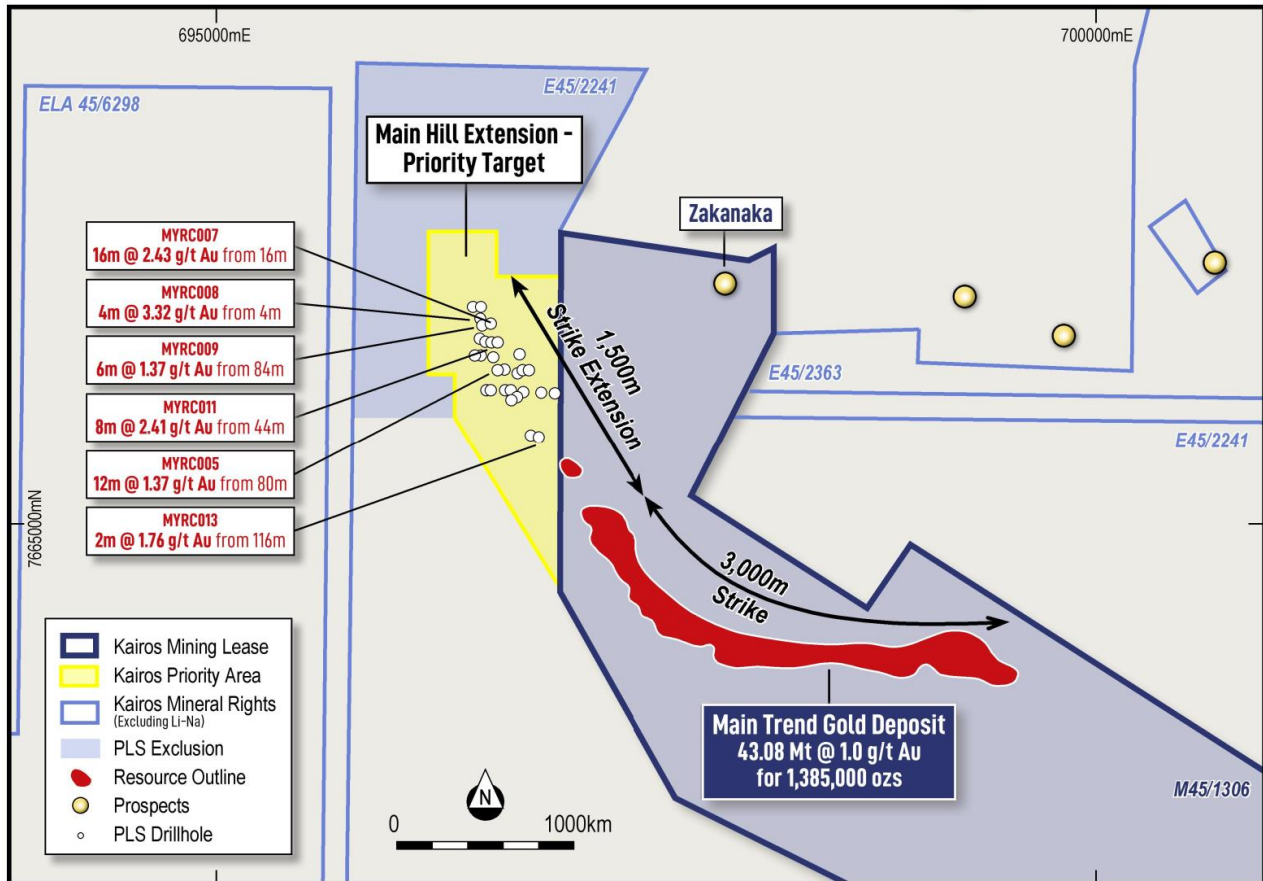 695000mE
700000mE
ELA 45/6298
E45/2241
Main Hill Extension -
Priority Target
Zakanaka
MYRC007
16m @ 2.43 g/t Au from 16m
MYRC008
4m @ 3.32 g/t Au from 4m
MYRC009
6m @ 1.37 g/t Au from 84m
MYRC011
8m @ 2.41 g/t Au from 44m
MYRC005
12m @ 1.37 g/t Au from 80m
MYRC013
2m @ 1.76 g/t Au from 116m
1,500m
Strike Extension
E45/2363
E45/2241
7665000mN
3,000m
Strike
Main Trend Gold Deposit
43.08 Mt @ 1.0 g/t Au
for 1,385,000 ozs
M45/1306
Kairos Mining Lease
Kairos Priority Area
Kairos Mineral Rights
(Excluding Li-Na)
PLS Exclusion
Resource Outline
Prospects
PLS Drillhole
N
0 1000km